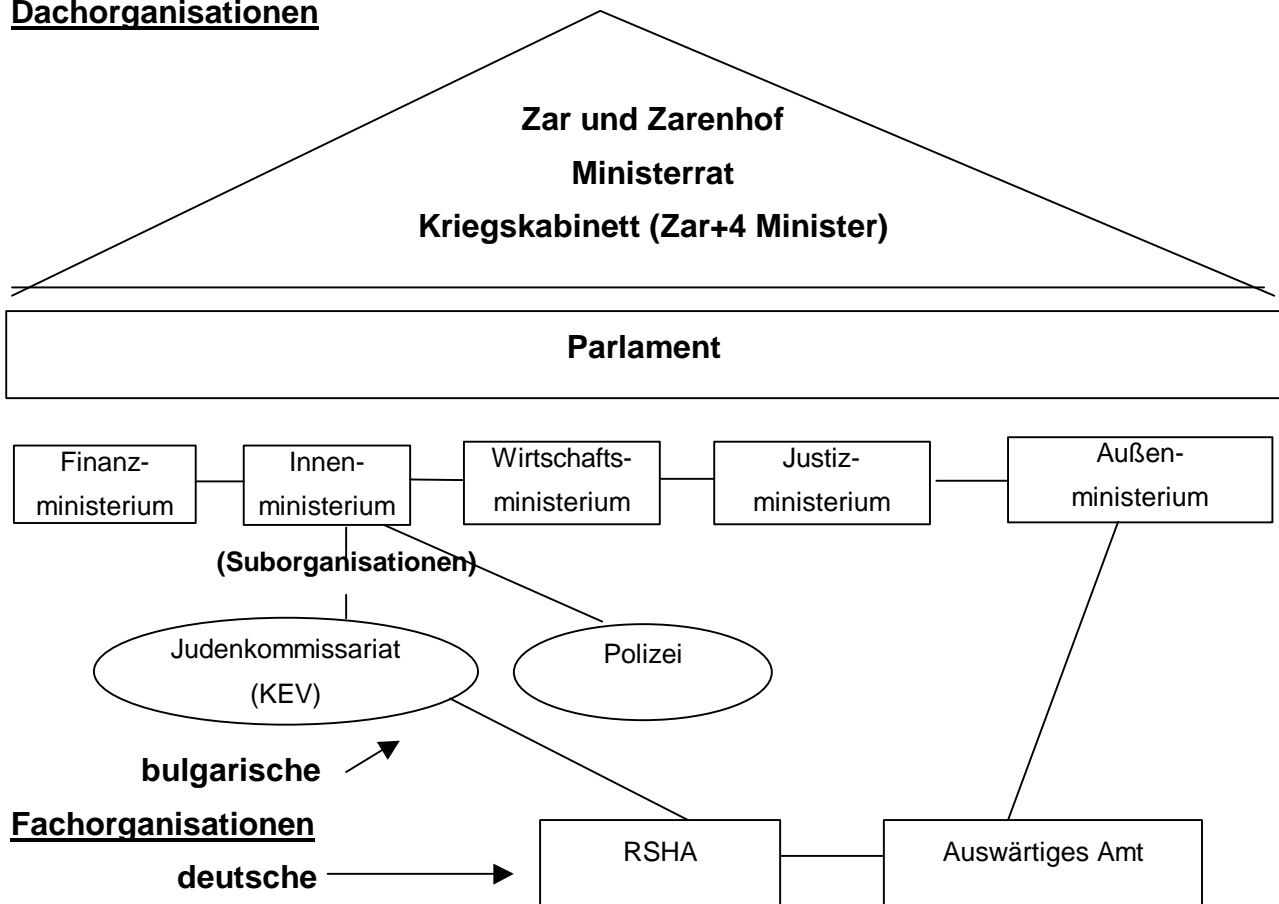 Dachorganisationen
Zar und Zarenhof
Ministerrat
Kriegskabinett (Zar+4 Minister)
Parlament
Finanz-
ministerium
Innen-
ministerium
Wirtschafts-
ministerium
Justiz-
ministerium
Außen-
ministerium
(Suborganisationen)
Judenkommissariat
(KEV)
Polizei
bulgarische
Fachorganisationen
deutsche
RSHA
Auswärtiges Amt